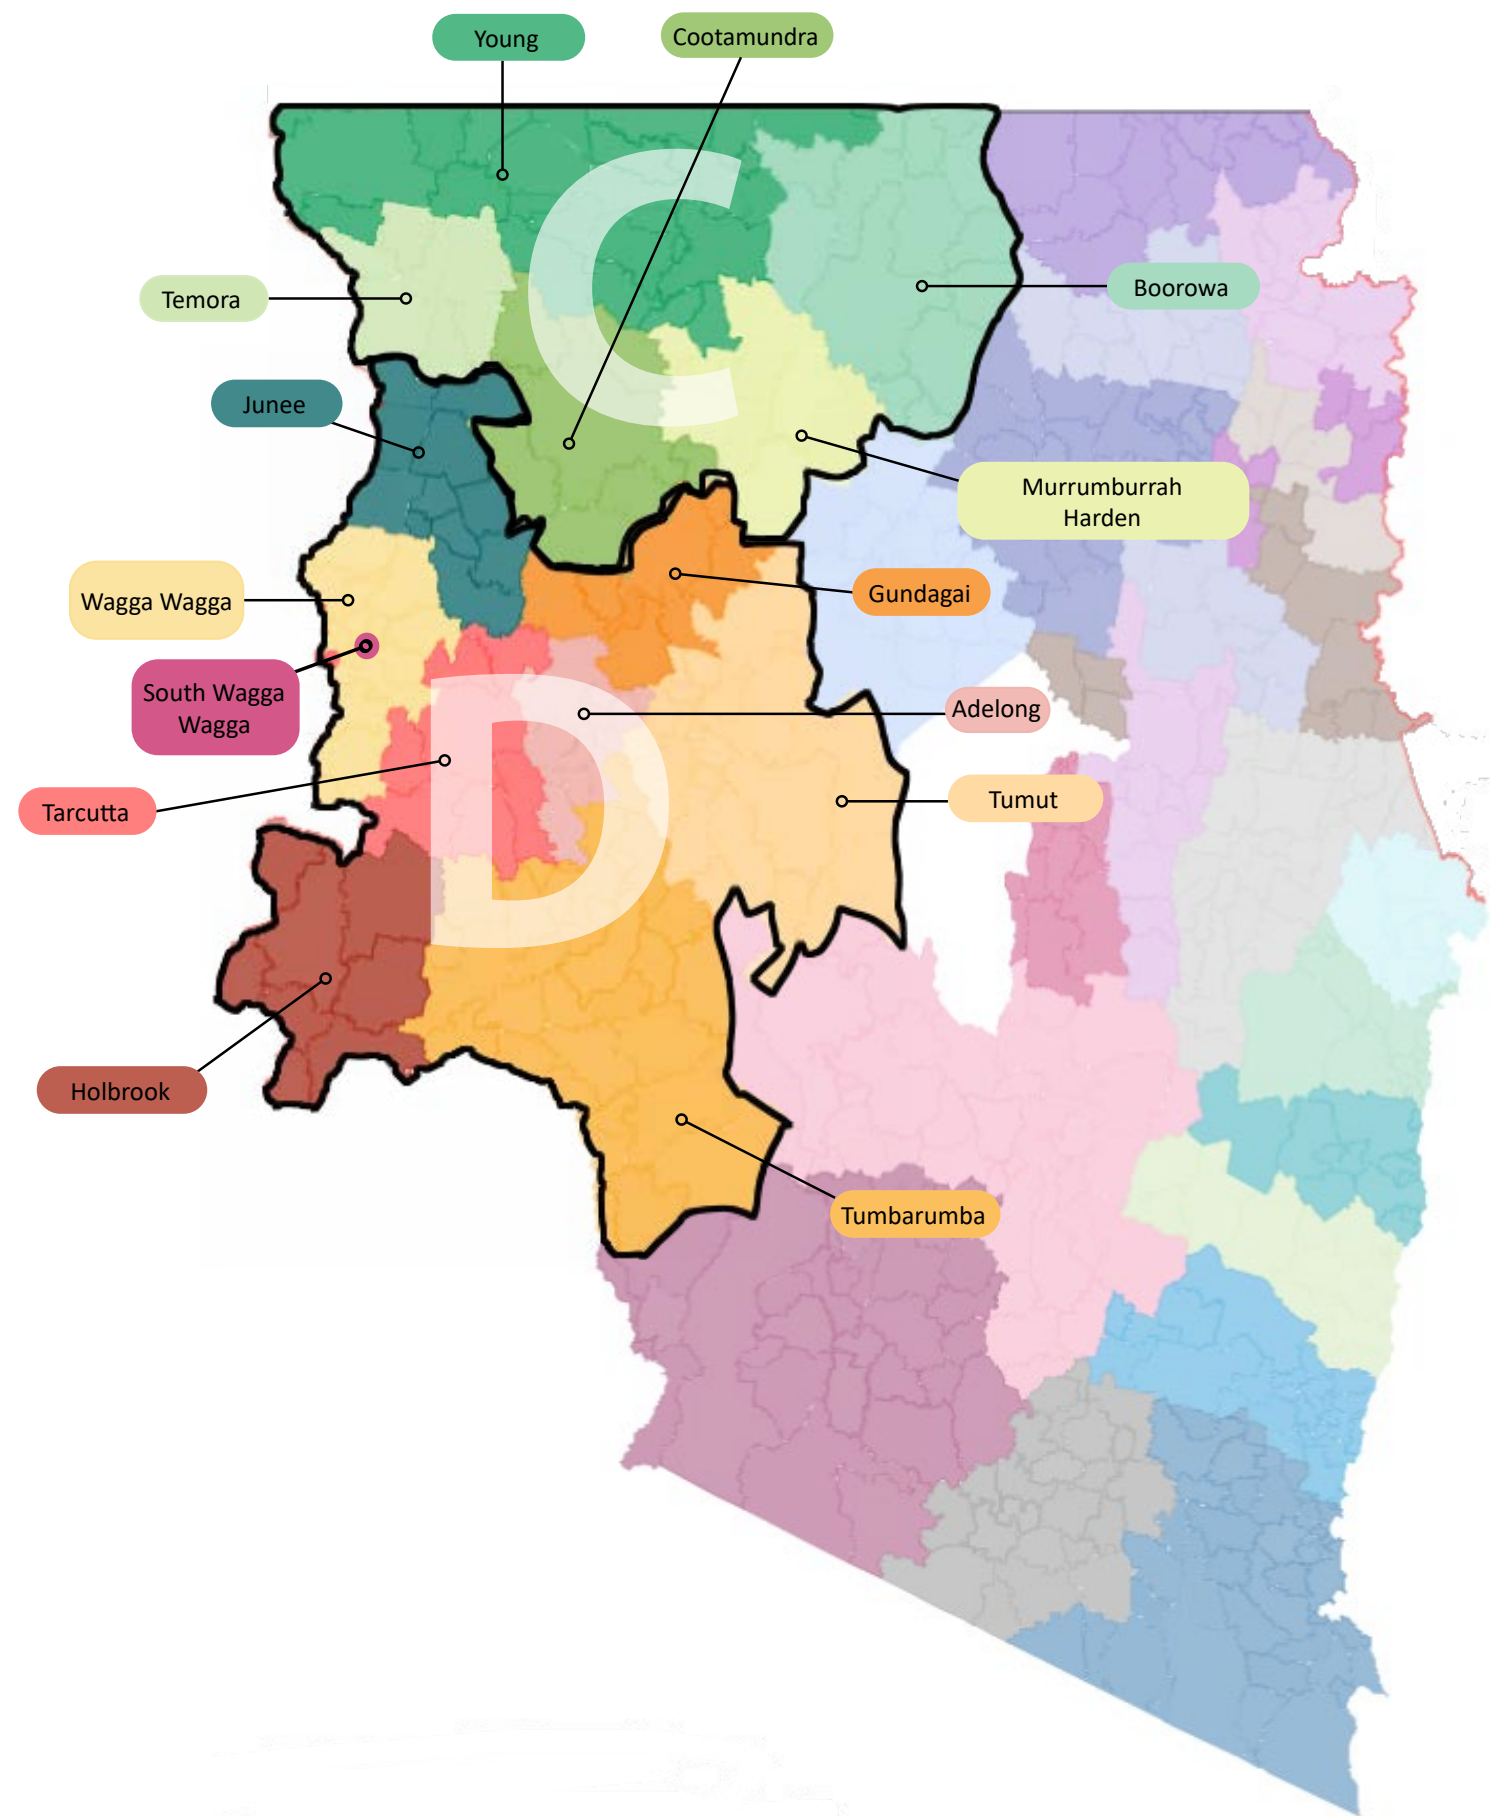 Young
Cootamundra
C
Temora
Boorowa
Junee
Murrumburrah
Harden
Wagga Wagga
Gundagai
South Wagga
Wagga
D
Adelong
Tarcutta
Tumut
Holbrook
Tumbarumba